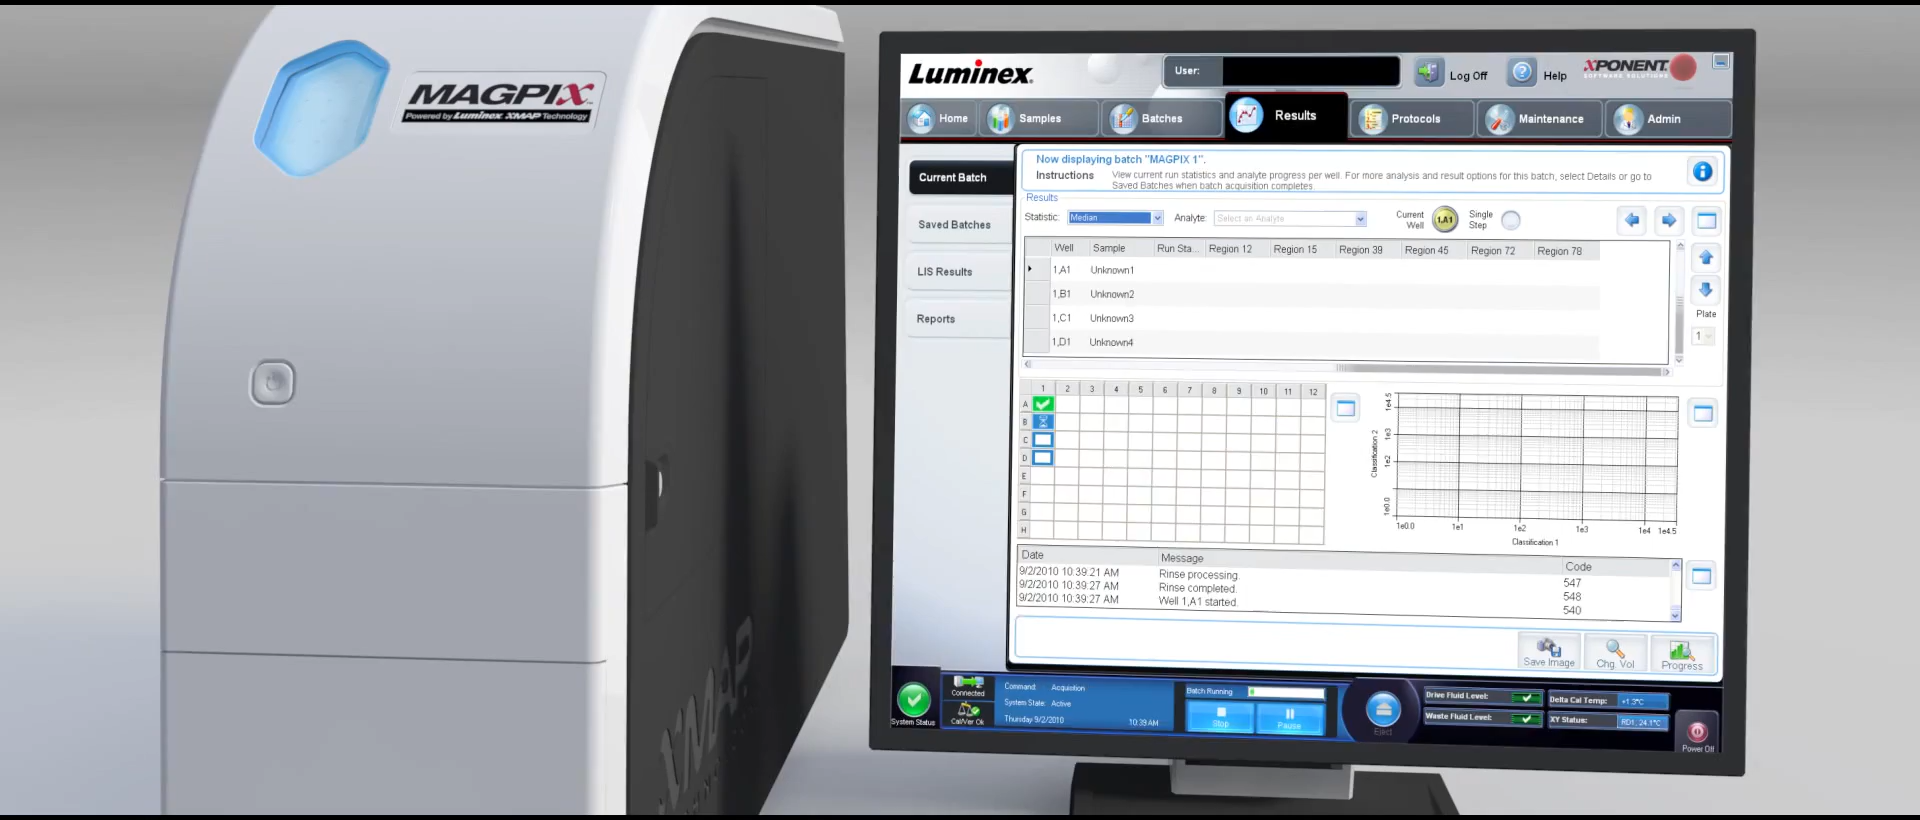 MAGPIX
Powered by Luminex XMAP Technology
Luminex
User:
Log Off
Help
XPONENT
SOFTWARE SOLUTIONS
Home
Samples
Batches
Results
Protocols
Maintenance
Admin
Current Batch
Saved Batches
LIS Results
Reports
Now displaying batch "MAGPIX 1".
Instructions View current run statistics and analyte progress per well. For more analysis and result options for this batch, select Details or go to
Saved Batches when batch acquisition completes.
Results
Statistic: Median Analyte: Select an Analyte Current Well 1,A1 Single Step
Well Sample Run Sta... Region 12 Region 15 Region 39 Region 45 Region 72 Region 78
1,A1 Unknown1
1,B1 Unknown2
1,C1 Unknown3
1,D1 Unknown4
Plate
1
1 2 3 4 5 6 7 8 9 10 11 12
A
B
C
D
E
F
G
H
Classification 2
1e4.5
1e3
1e2
1e0.0
1e0.0 1e1 1e2 1e3 1e4 1e4.5
Classification 1
Date Message Code
9/2/2010 10:39:21 AM Rinse processing. 547
9/2/2010 10:39:27 AM Rinse completed. 548
9/2/2010 10:39:27 AM Well 1,A1 started. 540
Save Image
Chg. Vol
Progress
System Status
Connected
Cal/Ver Ok
Command: Acquisition
System State: Active
Thursday 9/2/2010 10:39 AM
Batch Running
Stop
Pause
Eject
Drive Fluid Level:
Waste Fluid Level:
Delta Cal Temp: +1.3°C
XY Status: RD1, 24.1°C
Power Off